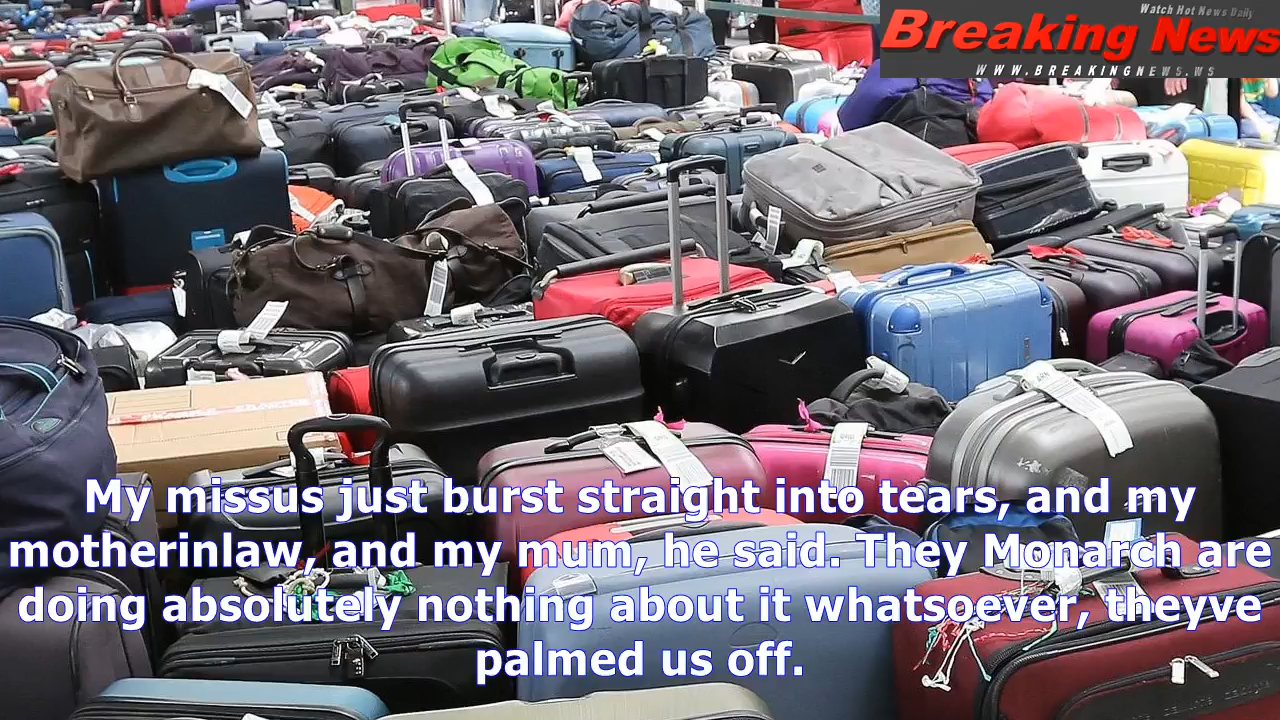 Watch Hot News Daily
Breaking News
WWW.BREAKINGNEWS.WS
My missus just burst straight into tears, and my
motherinlaw, and my mum, he said. They Monarch are
doing absolutely nothing about it whatsoever, theyve
palmed us off.